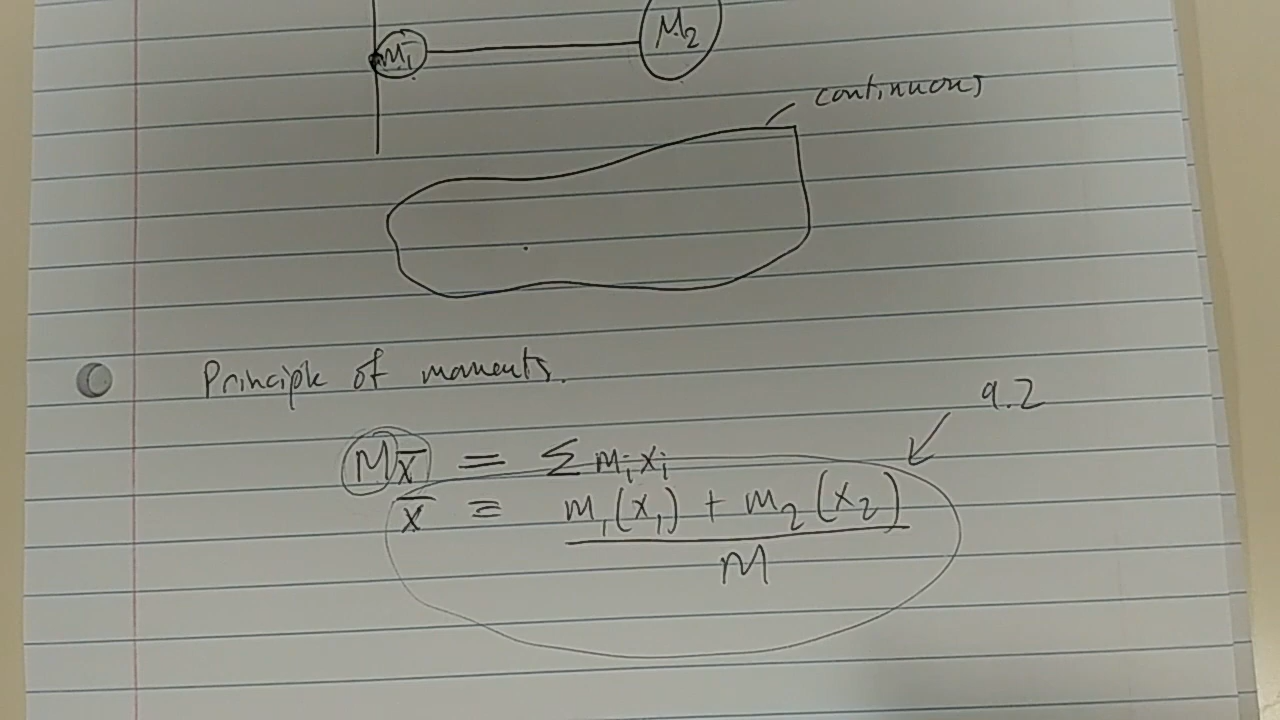 M₁ M₂
continuous
Principle of moments.
9.2
Mx̅ = Σ mᵢxᵢ
x̅ = m₁(x₁) + m₂(x₂) / M